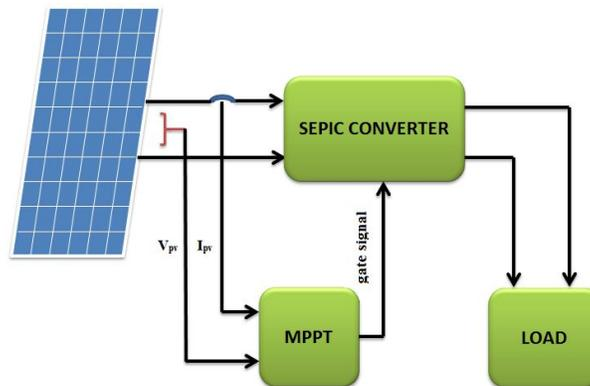 SEPIC CONVERTER
gate signal
Vpv
Ipv
MPPT
LOAD